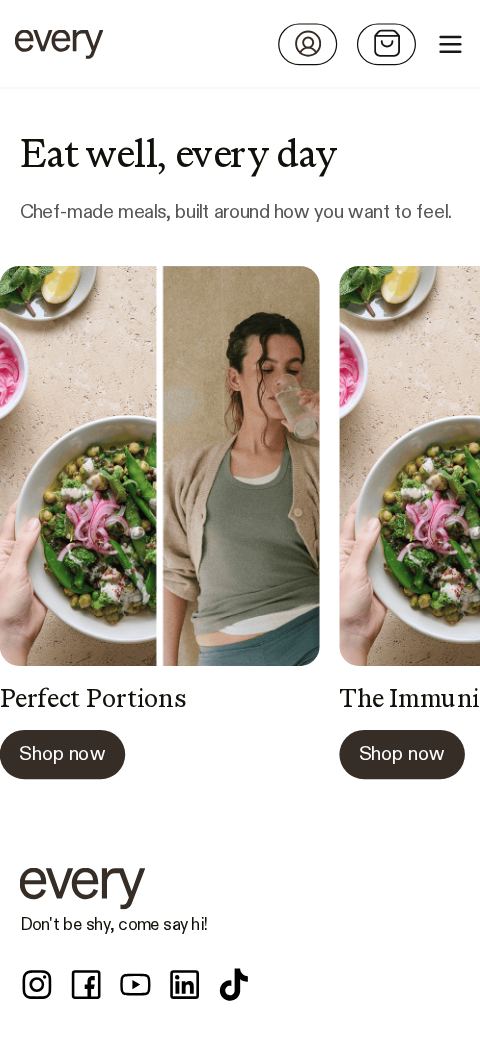 every
Eat well, every day
Chef-made meals, built around how you want to feel.
Perfect Portions
The Immuni
Shop now
Shop now
every
Don't be shy, come say hi!